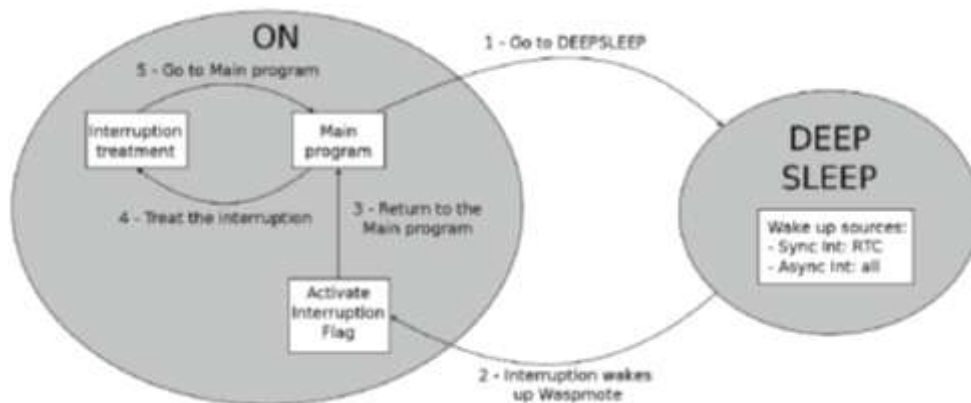 ON
1 - Go to DEEPSLEEP
5 - Go to Main program
Interruption
treatment
Main
program
DEEP
SLEEP
4 - Treat the interruption
3 - Return to the
Main program
Wake up sources:
- Sync Int: RTC
- Async Int: all
Activate
Interruption
Flag
2 - Interruption wakes
up Waspmote